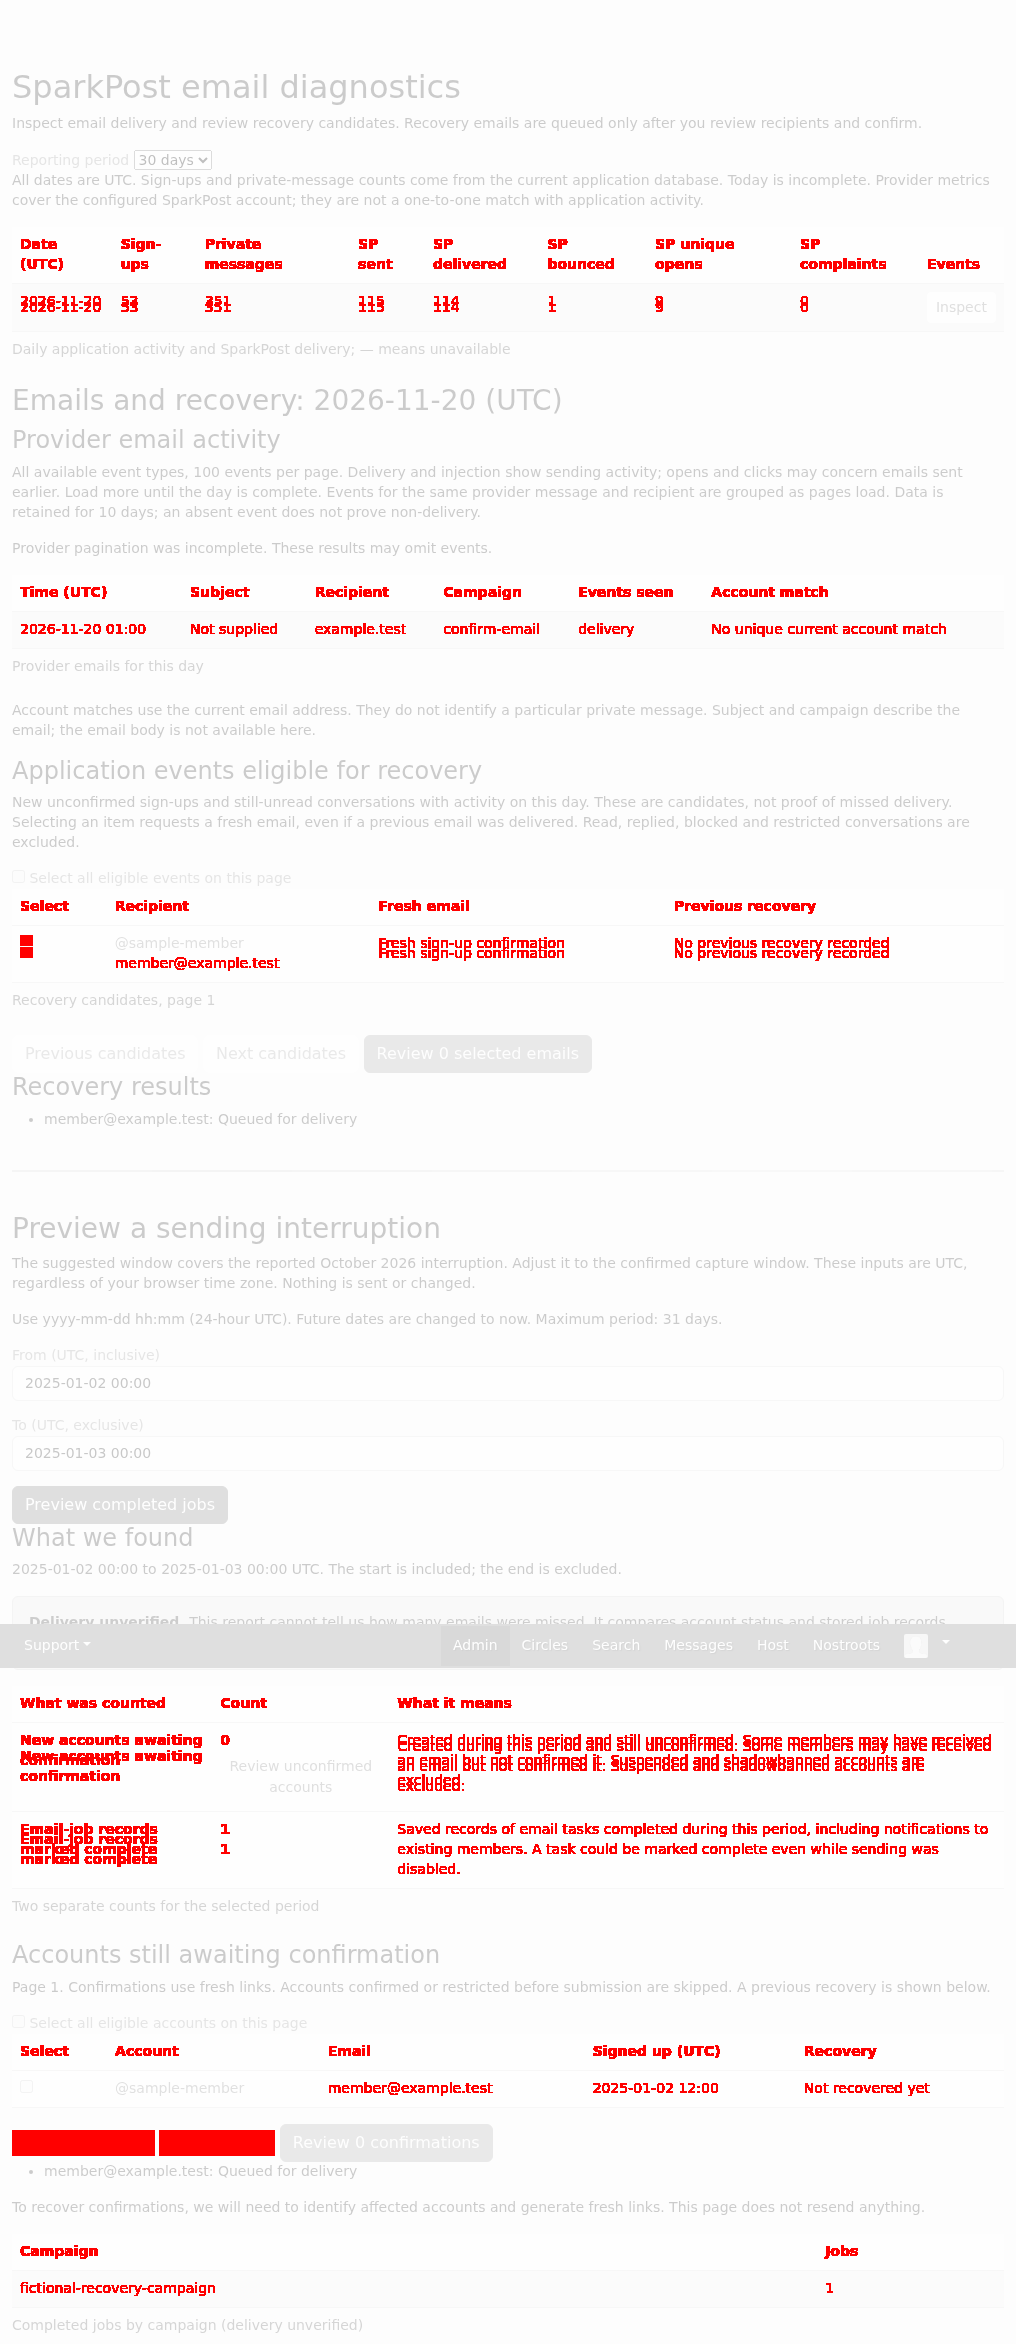 SparkPost email diagnostics
Inspect email delivery and review recovery candidates. Recovery emails are queued only after you review recipients and confirm.
Reporting period 30 days
All dates are UTC. Sign-ups and private-message counts come from the current application database. Today is incomplete. Provider metrics
cover the configured SparkPost account; they are not a one-to-one match with application activity.
Date (UTC) Sign-ups Private messages SP sent SP delivered SP bounced SP unique opens SP complaints Events
2026-11-20 351 115 114 1 0 Inspect
Daily application activity and SparkPost delivery; — means unavailable
Emails and recovery: 2026-11-20 (UTC)
Provider email activity
All available event types, 100 events per page. Delivery and injection show sending activity; opens and clicks may concern emails sent
earlier. Load more until the day is complete. Events for the same provider message and recipient are grouped as pages load. Data is
retained for 10 days; an absent event does not prove non-delivery.
Provider pagination was incomplete. These results may omit events.
Time (UTC) Subject Recipient Campaign Events seen Account match
2026-11-20 01:00 Not supplied example.test confirm-email delivery No unique current account match
Provider emails for this day
Account matches use the current email address. They do not identify a particular private message. Subject and campaign describe the
email; the email body is not available here.
Application events eligible for recovery
New unconfirmed sign-ups and still-unread conversations with activity on this day. These are candidates, not proof of missed delivery.
Selecting an item requests a fresh email, even if a previous email was delivered. Read, replied, blocked and restricted conversations are
excluded.
Select all eligible events on this page
Select Recipient Fresh email Previous recovery
@sample-member Fresh sign-up confirmation No previous recovery recorded
member@example.test
Recovery candidates, page 1
Previous candidates Next candidates Review 0 selected emails
Recovery results
• member@example.test: Queued for delivery
Preview a sending interruption
The suggested window covers the reported October 2026 interruption. Adjust it to the confirmed capture window. These inputs are UTC,
regardless of your browser time zone. Nothing is sent or changed.
Use yyyy-mm-dd hh:mm (24-hour UTC). Future dates are changed to now. Maximum period: 31 days.
From (UTC, inclusive)
2025-01-02 00:00
To (UTC, exclusive)
2025-01-03 00:00
Preview completed jobs
What we found
2025-01-02 00:00 to 2025-01-03 00:00 UTC. The start is included; the end is excluded.
Delivery unverified. This report cannot tell us how many emails were missed. It compares account status and stored job records
Support Admin Circles Search Messages Host Nostroots
What was counted Count What it means
New accounts awaiting confirmation 0 Created during this period and still unconfirmed. Some members may have received
an email but not confirmed it. Suspended and shadowbanned accounts are
excluded.
Review unconfirmed
accounts
Email-job records marked complete 1 Saved records of email tasks completed during this period, including notifications to
1 existing members. A task could be marked complete even while sending was
disabled.
Two separate counts for the selected period
Accounts still awaiting confirmation
Page 1. Confirmations use fresh links. Accounts confirmed or restricted before submission are skipped. A previous recovery is shown below.
Select all eligible accounts on this page
Select Account Email Signed up (UTC) Recovery
@sample-member member@example.test 2025-01-02 12:00 Not recovered yet
Review 0 confirmations
• member@example.test: Queued for delivery
To recover confirmations, we will need to identify affected accounts and generate fresh links. This page does not resend anything.
Campaign Jobs
fictional-recovery-campaign 1
Completed jobs by campaign (delivery unverified)